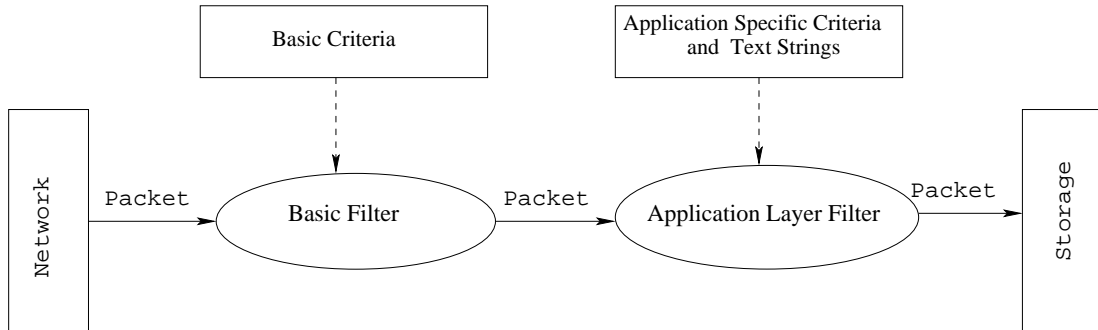 Basic Criteria
Application Specific Criteria
and Text Strings
Network
Packet
Basic Filter
Packet
Application Layer Filter
Packet
Storage